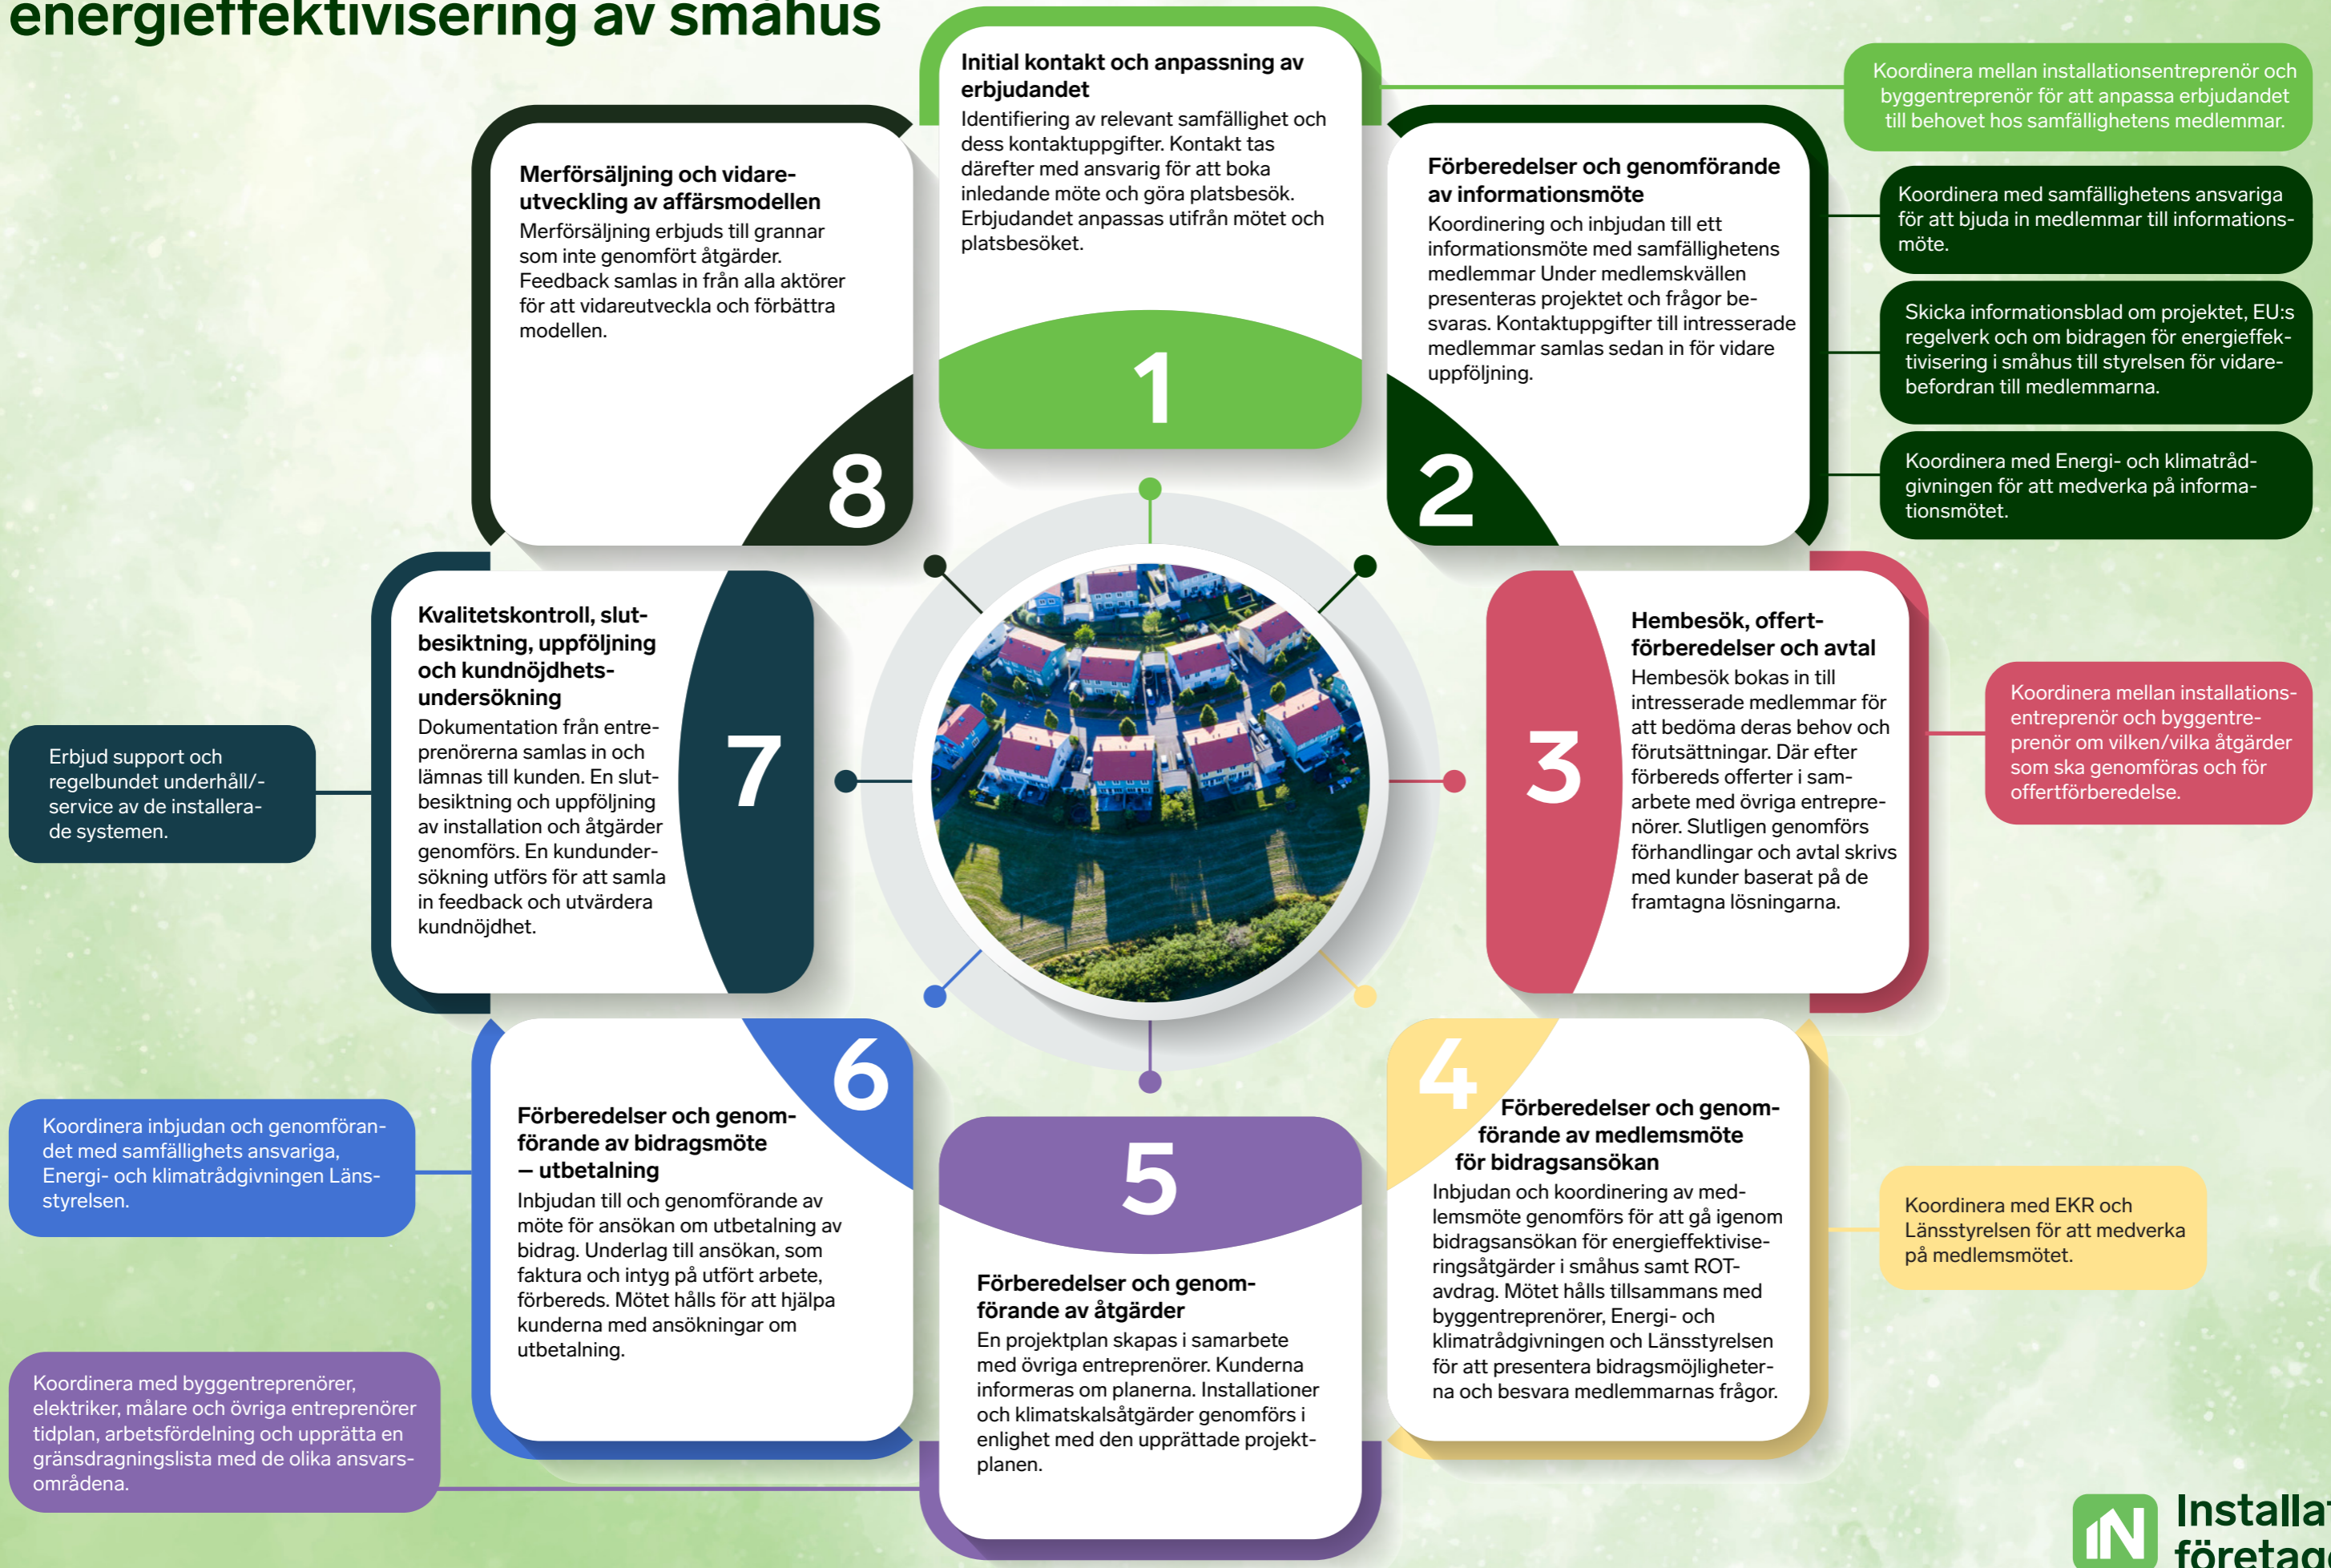 energieffektivisering av småhus
Initial kontakt och anpassning av
erbjudandet
Identifiering av relevant samfällighet och
dess kontaktuppgifter. Kontakt tas
därefter med ansvarig för att boka
inledande möte och göra platsbesök.
Erbjudandet anpassas utifrån mötet och
platsbesöket.
1
Koordinera mellan installationsentreprenör och
byggentreprenör för att anpassa erbjudandet
till behovet hos samfällighetens medlemmar.
Förberedelser och genomförande
av informationsmöte
Koordinering och inbjudan till ett
informationsmöte med samfällighetens
medlemmar Under medlemskvällen
presenteras projektet och frågor be-
svaras. Kontaktuppgifter till intresserade
medlemmar samlas sedan in för vidare
uppföljning.
2
Koordinera med samfällighetens ansvariga
för att bjuda in medlemmar till informations-
möte.
Skicka informationsblad om projektet, EU:s
regelverk och om bidragen för energieffek-
tivisering i småhus till styrelsen för vidare-
befordran till medlemmarna.
Koordinera med Energi- och klimatråd-
givningen för att medverka på informa-
tionsmötet.
Hembesök, offert-
förberedelser och avtal
Hembesök bokas in till
intresserade medlemmar för
att bedöma deras behov och
förutsättningar. Där efter
förbereds offerter i sam-
arbete med övriga entrepre-
nörer. Slutligen genomförs
förhandlingar och avtal skrivs
med kunder baserat på de
framtagna lösningarna.
3
Koordinera mellan installations-
entreprenör och byggentre-
prenör om vilken/vilka åtgärder
som ska genomföras och för
offertförberedelse.
4
Förberedelser och genom-
förande av medlemsmöte
för bidragsansökan
Inbjudan och koordinering av med-
lemsmöte genomförs för att gå igenom
bidragsansökan för energieffektivise-
ringsåtgärder i småhus samt ROT-
avdrag. Mötet hålls tillsammans med
byggentreprenörer, Energi- och
klimatrådgivningen och Länsstyrelsen
för att presentera bidragsmöjligheter-
na och besvara medlemmarnas frågor.
Koordinera med EKR och
Länsstyrelsen för att medverka
på medlemsmötet.
5
Förberedelser och genom-
förande av åtgärder
En projektplan skapas i samarbete
med övriga entreprenörer. Kunderna
informeras om planerna. Installationer
och klimatskalsåtgärder genomförs i
enlighet med den upprättade projekt-
planen.
Koordinera med byggentreprenörer,
elektriker, målare och övriga entreprenörer
tidplan, arbetsfördelning och upprätta en
gränsdragningslista med de olika ansvars-
områdena.
6
Förberedelser och genom-
förande av bidragsmöte
– utbetalning
Inbjudan till och genomförande av
möte för ansökan om utbetalning av
bidrag. Underlag till ansökan, som
faktura och intyg på utfört arbete,
förbereds. Mötet hålls för att hjälpa
kunderna med ansökningar om
utbetalning.
Koordinera inbjudan och genomföran-
det med samfällighets ansvariga,
Energi- och klimatrådgivningen Läns-
styrelsen.
Kvalitetskontroll, slut-
besiktning, uppföljning
och kundnöjdhets-
undersökning
Dokumentation från entre-
prenörerna samlas in och
lämnas till kunden. En slut-
besiktning och uppföljning
av installation och åtgärder
genomförs. En kundunder-
sökning utförs för att samla
in feedback och utvärdera
kundnöjdhet.
7
Erbjud support och
regelbundet underhåll/-
service av de installera-
de systemen.
Merförsäljning och vidare-
utveckling av affärsmodellen
Merförsäljning erbjuds till grannar
som inte genomfört åtgärder.
Feedback samlas in från alla aktörer
för att vidareutveckla och förbättra
modellen.
8
IN